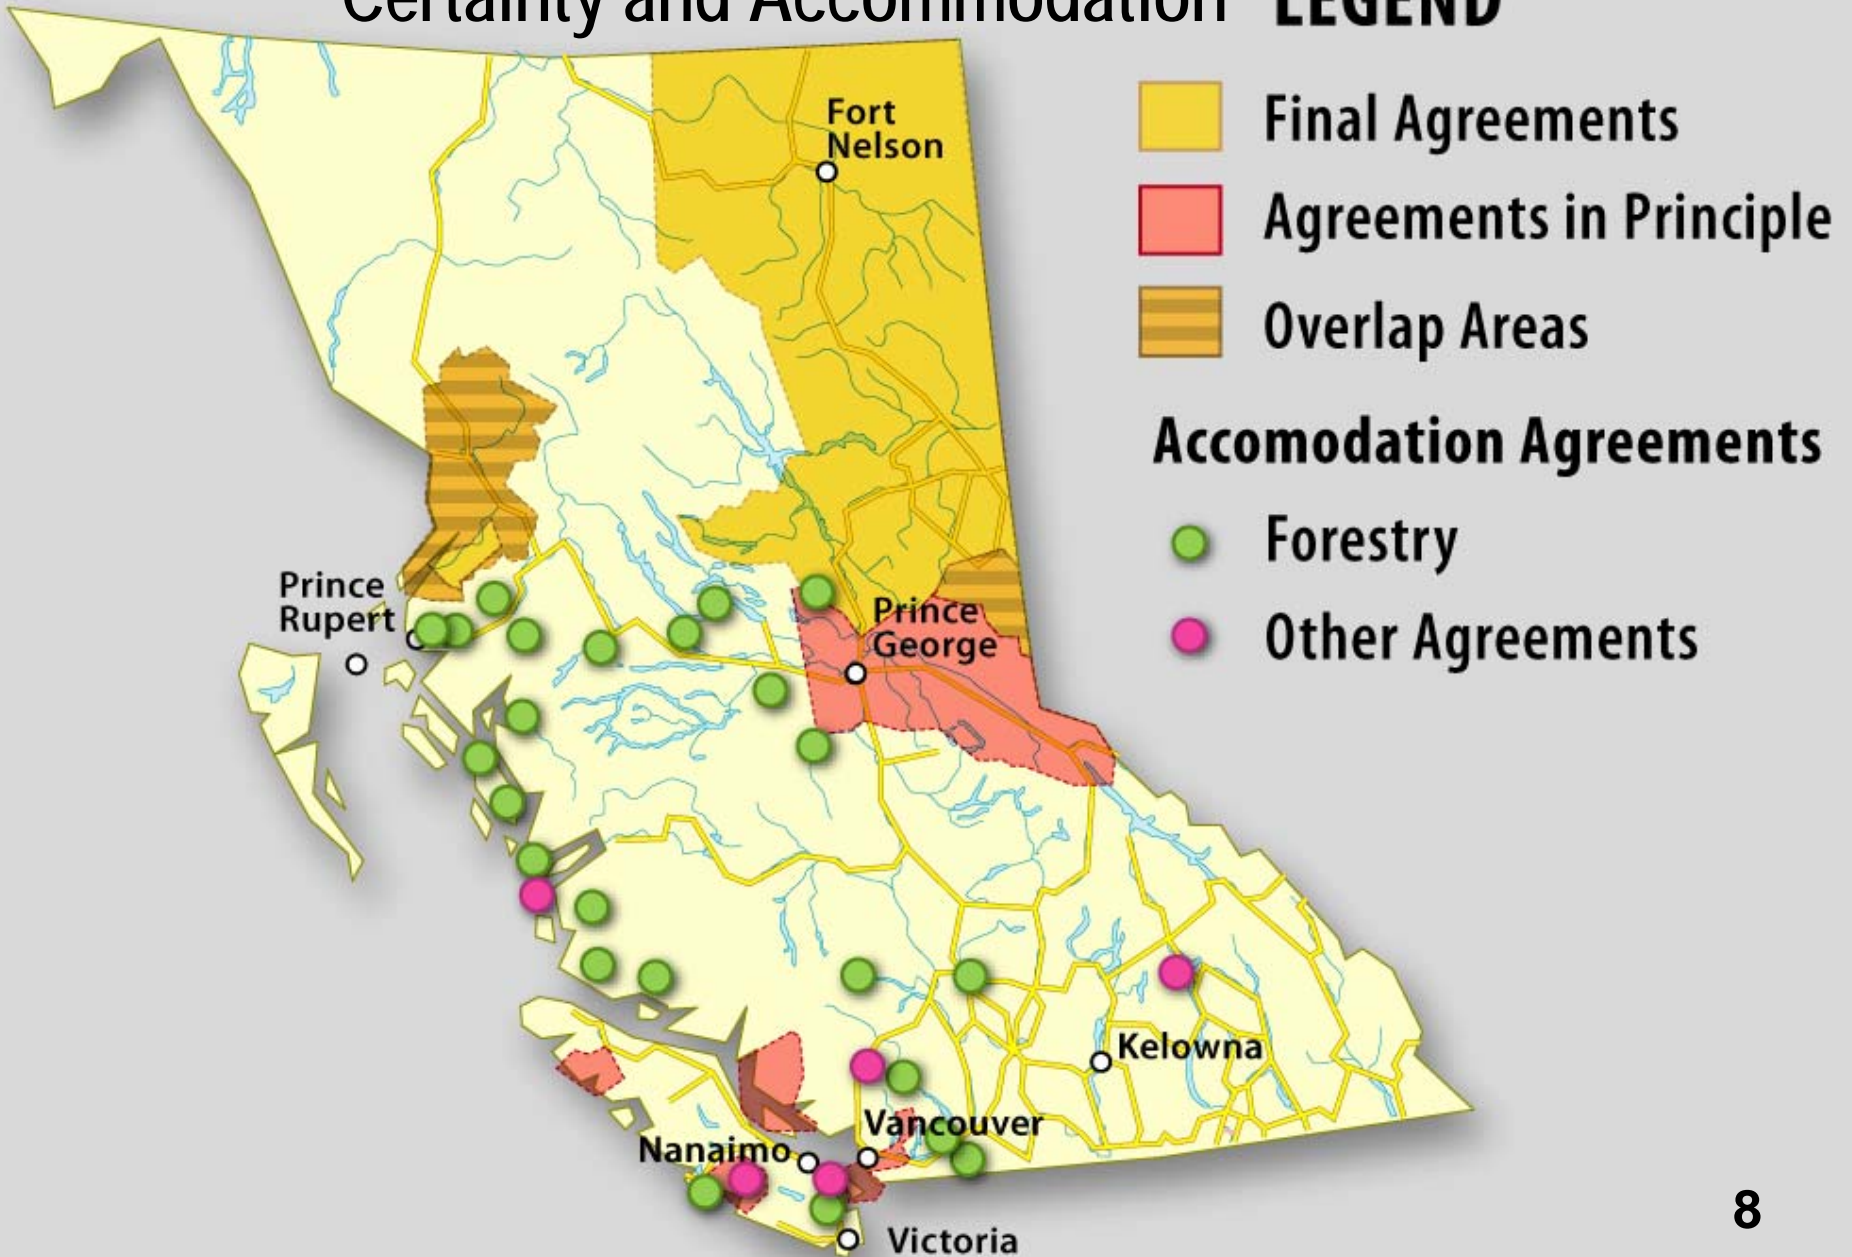 Certainty and Accommodation
LEGEND
Final Agreements
Agreements in Principle
Overlap Areas
Accomodation Agreements
Forestry
Other Agreements
Fort
Nelson
Prince
Rupert
Prince
George
Kelowna
Vancouver
Nanaimo
Victoria
8